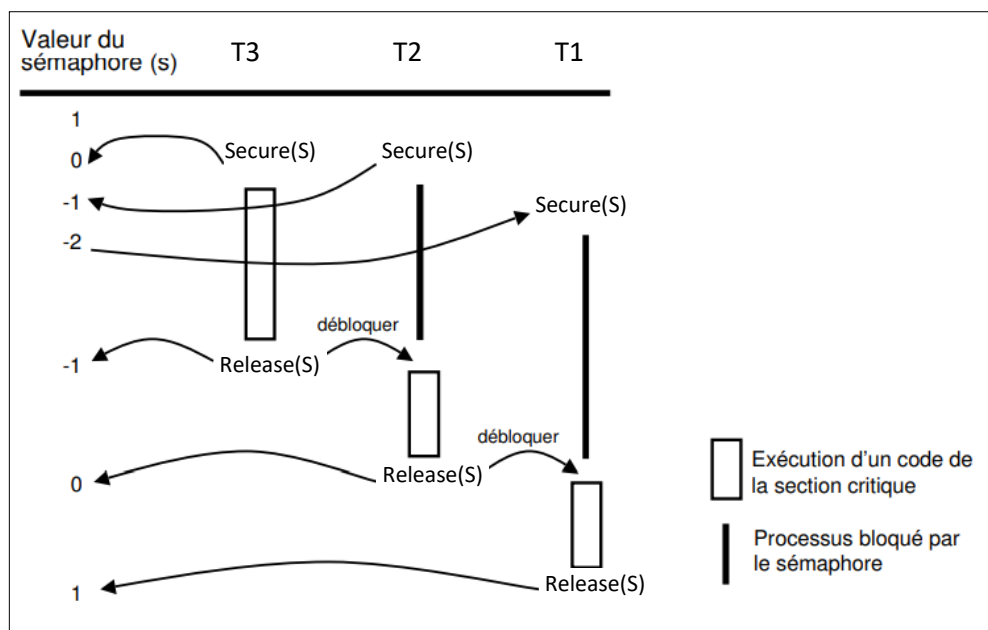 Valeur du
sémaphore (s) T3 T2 T1
1
0 Secure(S) Secure(S)
-1 Secure(S)
-2
débloquer
-1 Release(S)
débloquer
0 Release(S)
Exécution d'un code de
la section critique
Processus bloqué par
le sémaphore
1 Release(S)